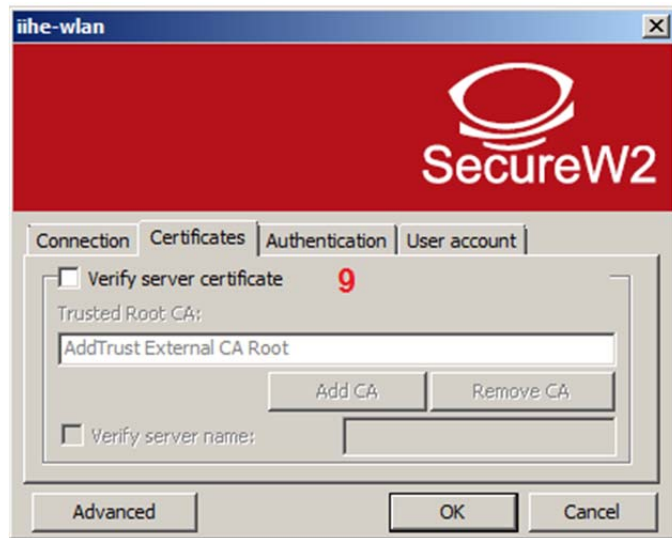 iihe-wlan
SecureW2
Connection Certificates Authentication User account
Verify server certificate 9
Trusted Root CA:
AddTrust External CA Root
Add CA Remove CA
Verify server name:
Advanced OK Cancel